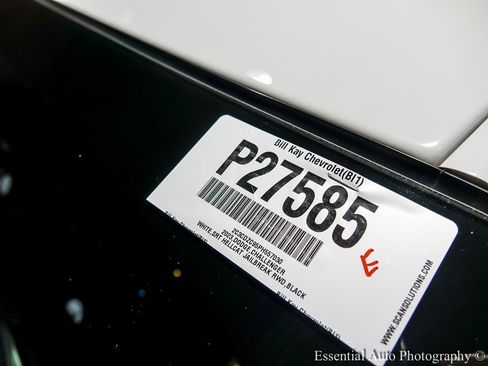 Bill Kay Chevrolet(BI1)
P27585
2C3CDZC95PH557030
2023,DODGE,CHALLENGER
WHITE,SRT HELLCAT JAILBREAK RWD,BLACK
E
WWW.SCANSOLUTIONS.COM
Essential Auto Photography ©